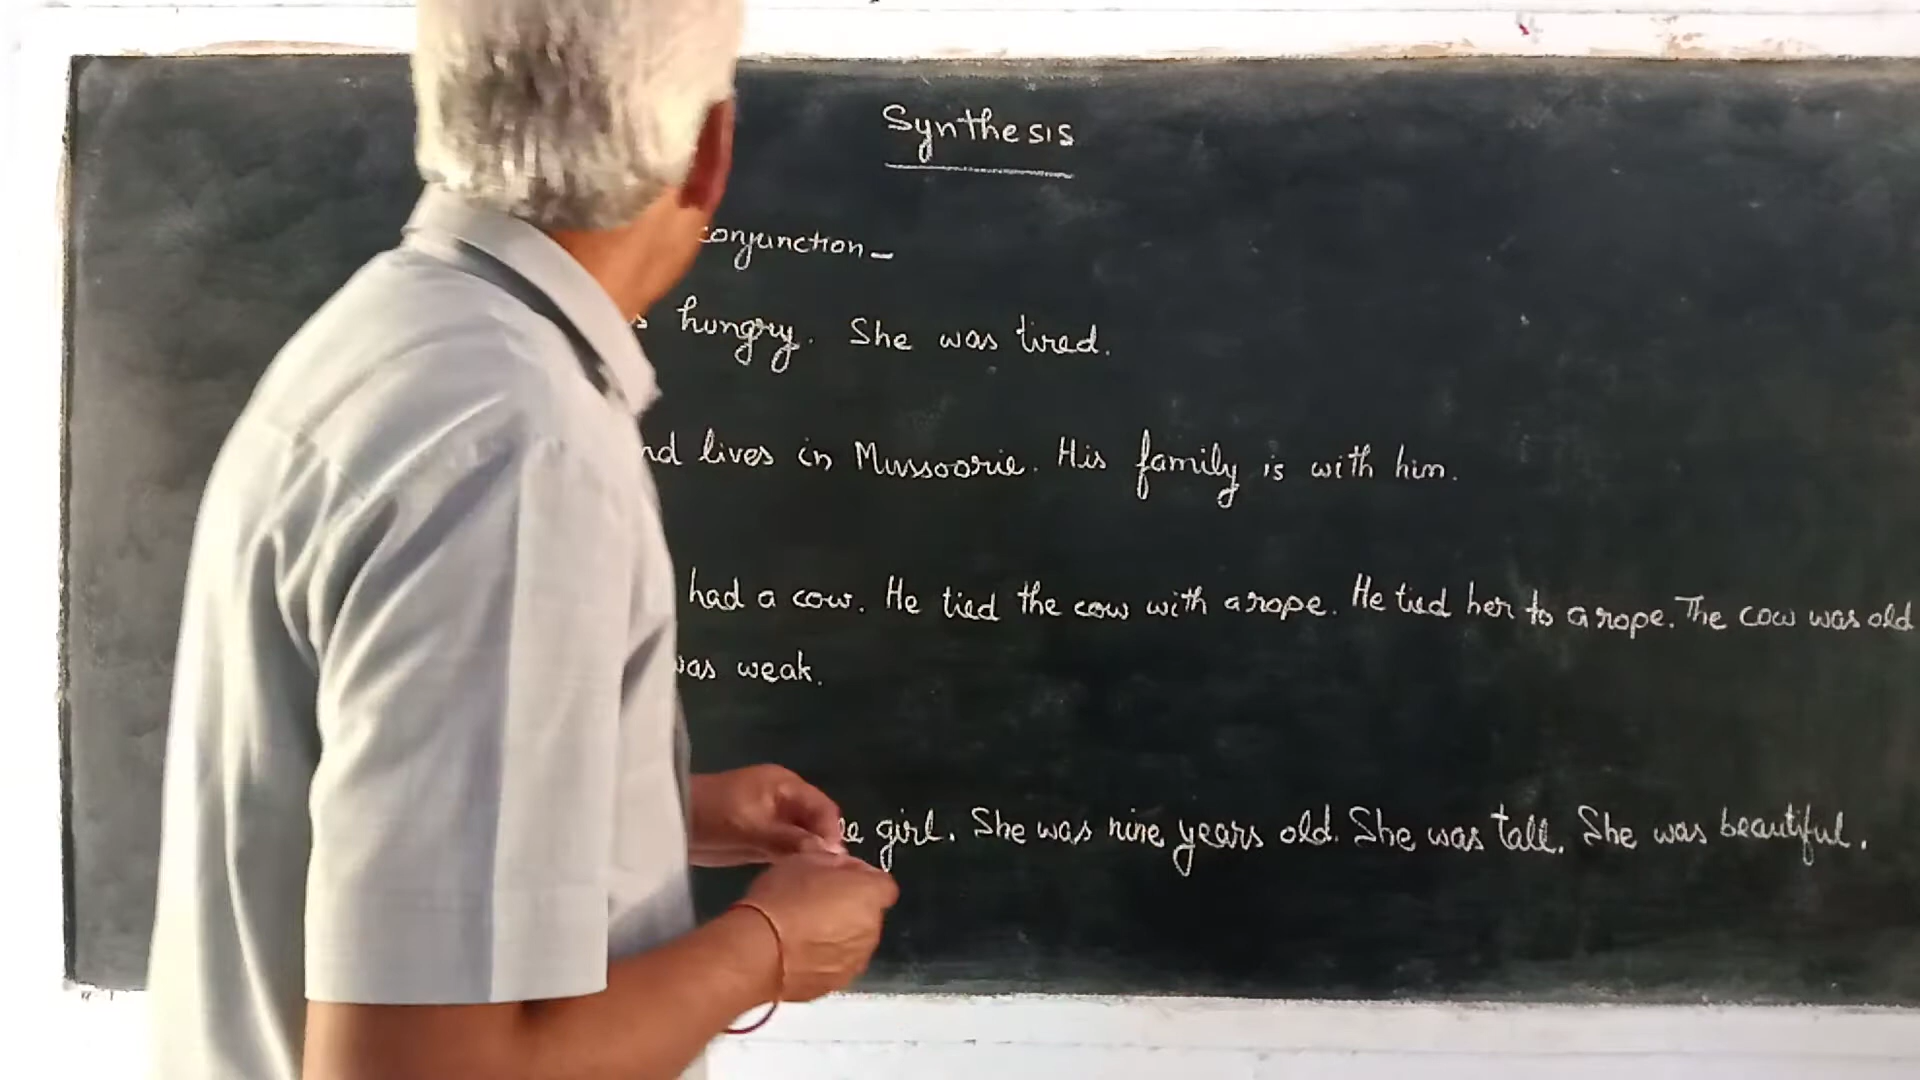 Synthesis
conjunction -
hungry. She was tired.
lives in Mussoorie. His family is with him.
had a cow. He tied the cow with a rope. He tied her to a rope. The cow was old
was weak.
girl. She was nine years old. She was tall. She was beautiful.